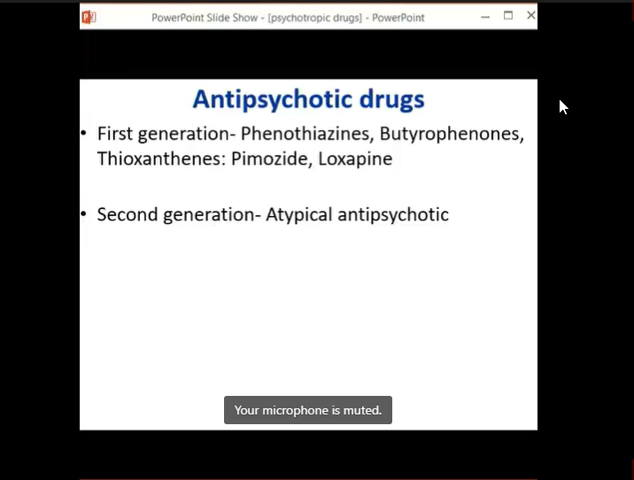 PowerPoint Slide Show - [psychotropic drugs] - PowerPoint
Antipsychotic drugs
• First generation- Phenothiazines, Butyrophenones,
Thioxanthenes: Pimozide, Loxapine
• Second generation- Atypical antipsychotic
Your microphone is muted.